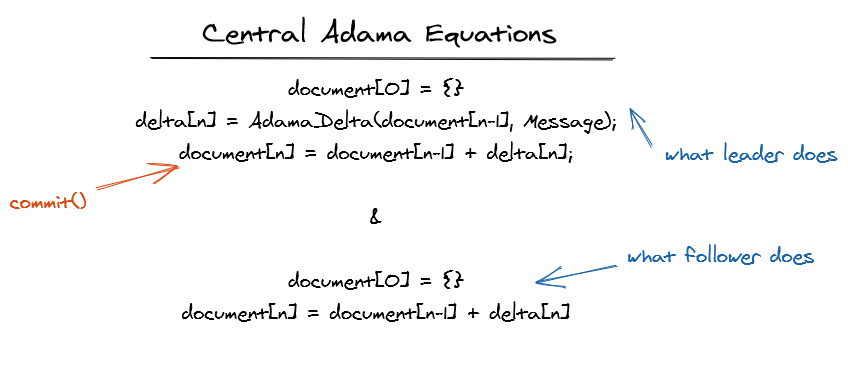 Central Adama Equations
document[0] = {}
delta[n] = Adama_Delta(document[n-1], Message);
what leader does
document[n] = document[n-1] + delta[n];
commit()
&
what follower does
document[0] = {}
document[n] = document[n-1] + delta[n]